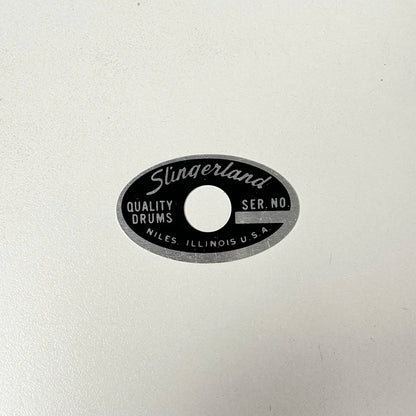 Slingerland
QUALITY DRUMS
SER. NO.
NILES, ILLINOIS U.S.A.